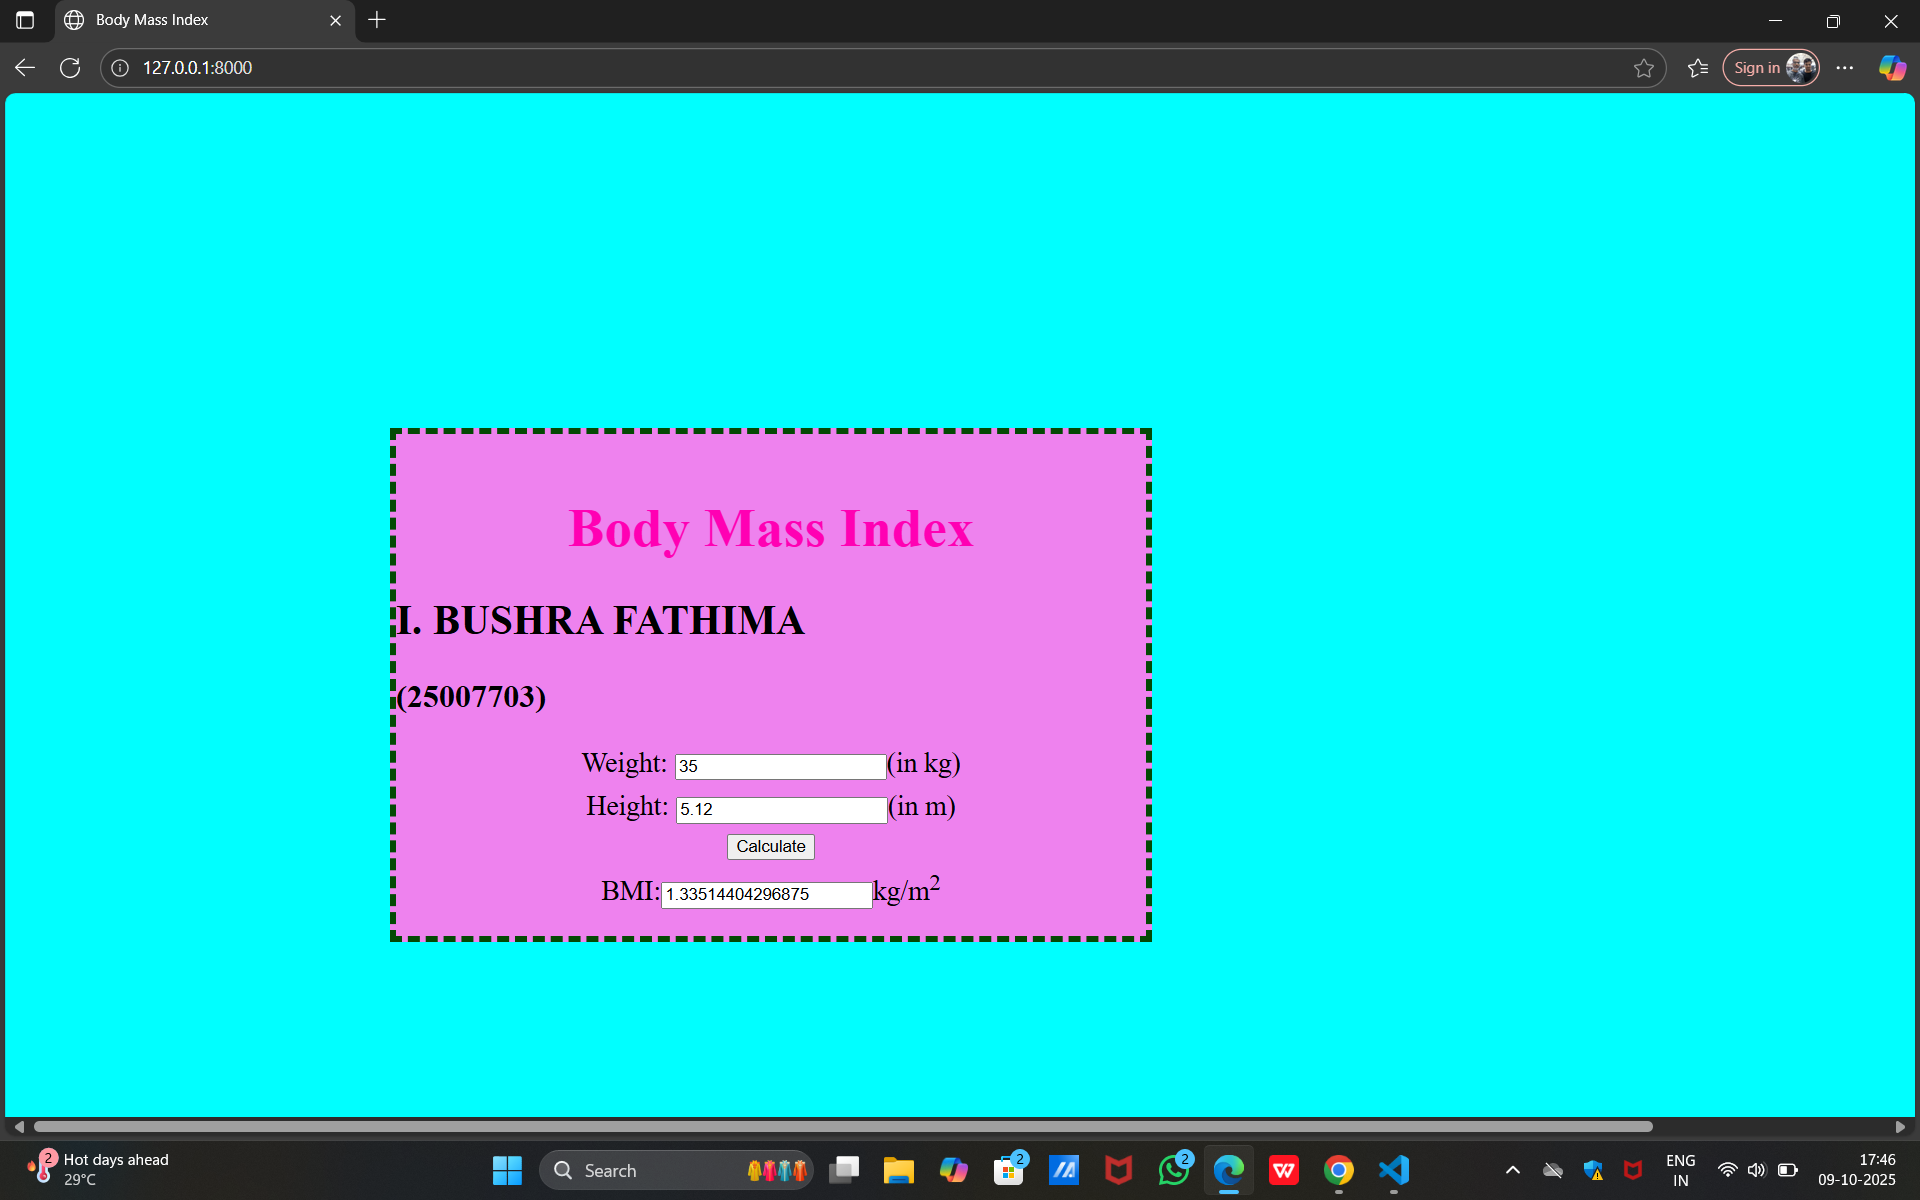 Body Mass Index
127.0.0.1:8000
Sign in
Body Mass Index
I. BUSHRA FATHIMA
(25007703)
Weight: 35 (in kg)
Height: 5.12 (in m)
Calculate
BMI: 1.33514404296875 kg/m²
2
Hot days ahead
29°C
Search
2
2
ENG
IN
17:46
09-10-2025